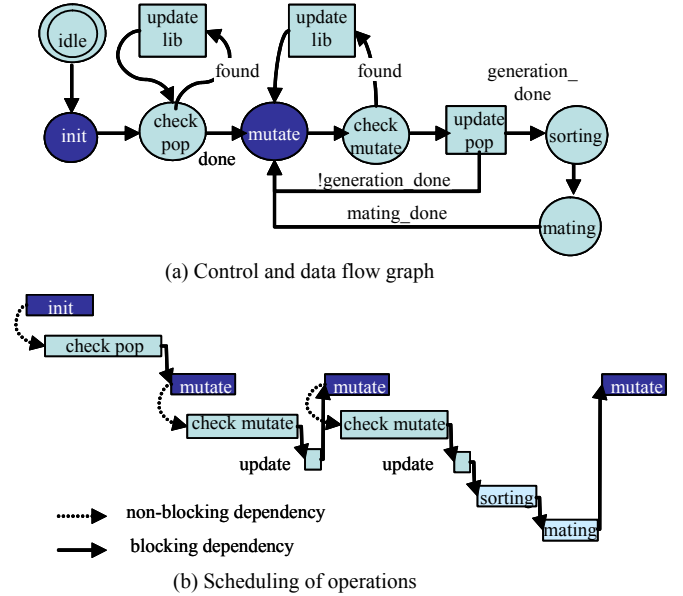 idle
update
lib
found
update
lib
found
generation_
done
init
check
pop
done
mutate
check
mutate
update
pop
sorting
!generation_done
mating_done
mating
(a) Control and data flow graph
init
check pop
mutate
mutate
mutate
check mutate
check mutate
update
update
sorting
mating
non-blocking dependency
blocking dependency
(b) Scheduling of operations